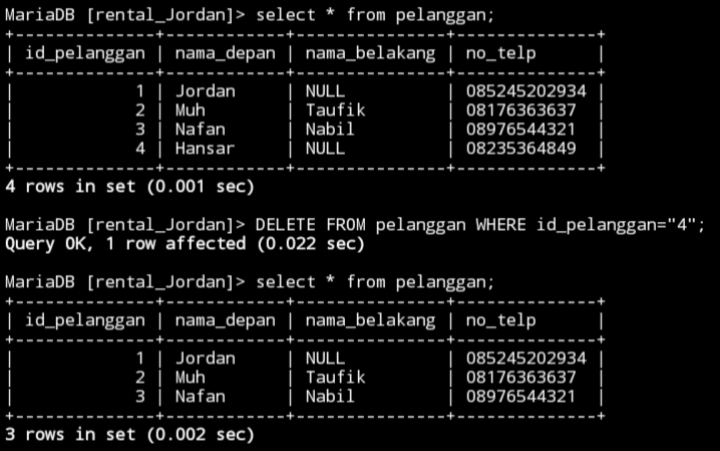 MariaDB [rental_Jordan]> select * from pelanggan;
+--------------+------------+---------------+--------------+
| id_pelanggan | nama_depan | nama_belakang | no_telp      |
+--------------+------------+---------------+--------------+
|            1 | Jordan     | NULL          | 085245202934 |
|            2 | Muh        | Taufik        | 08176363637  |
|            3 | Nafan      | Nabil         | 08976544321  |
|            4 | Hansar     | NULL          | 08235364849  |
+--------------+------------+---------------+--------------+
4 rows in set (0.001 sec)

MariaDB [rental_Jordan]> DELETE FROM pelanggan WHERE id_pelanggan="4";
Query OK, 1 row affected (0.022 sec)

MariaDB [rental_Jordan]> select * from pelanggan;
+--------------+------------+---------------+--------------+
| id_pelanggan | nama_depan | nama_belakang | no_telp      |
+--------------+------------+---------------+--------------+
|            1 | Jordan     | NULL          | 085245202934 |
|            2 | Muh        | Taufik        | 08176363637  |
|            3 | Nafan      | Nabil         | 08976544321  |
+--------------+------------+---------------+--------------+
3 rows in set (0.002 sec)